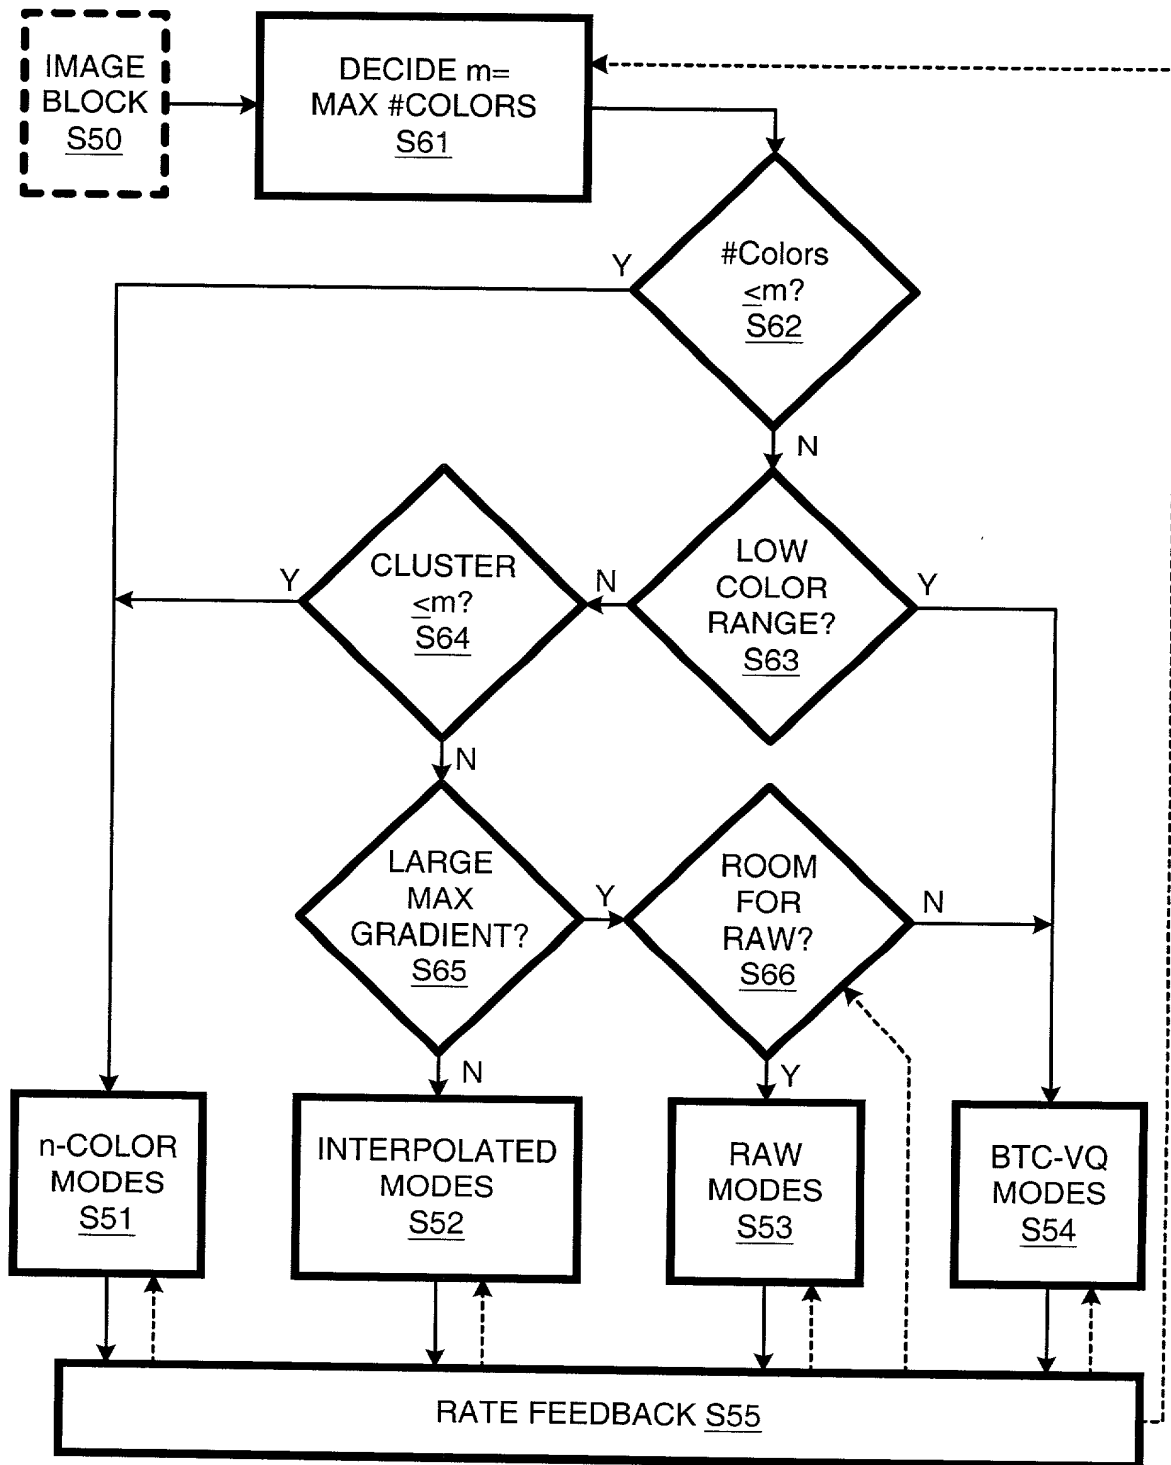 IMAGE
BLOCK
S50
DECIDE m=
MAX #COLORS
S61
#Colors
≤m?
S62
Y
N
LOW
COLOR
RANGE?
S63
Y
N
CLUSTER
≤m?
S64
Y
N
LARGE
MAX
GRADIENT?
S65
Y
N
ROOM
FOR
RAW?
S66
N
Y
n-COLOR
MODES
S51
INTERPOLATED
MODES
S52
RAW
MODES
S53
BTC-VQ
MODES
S54
RATE FEEDBACK S55